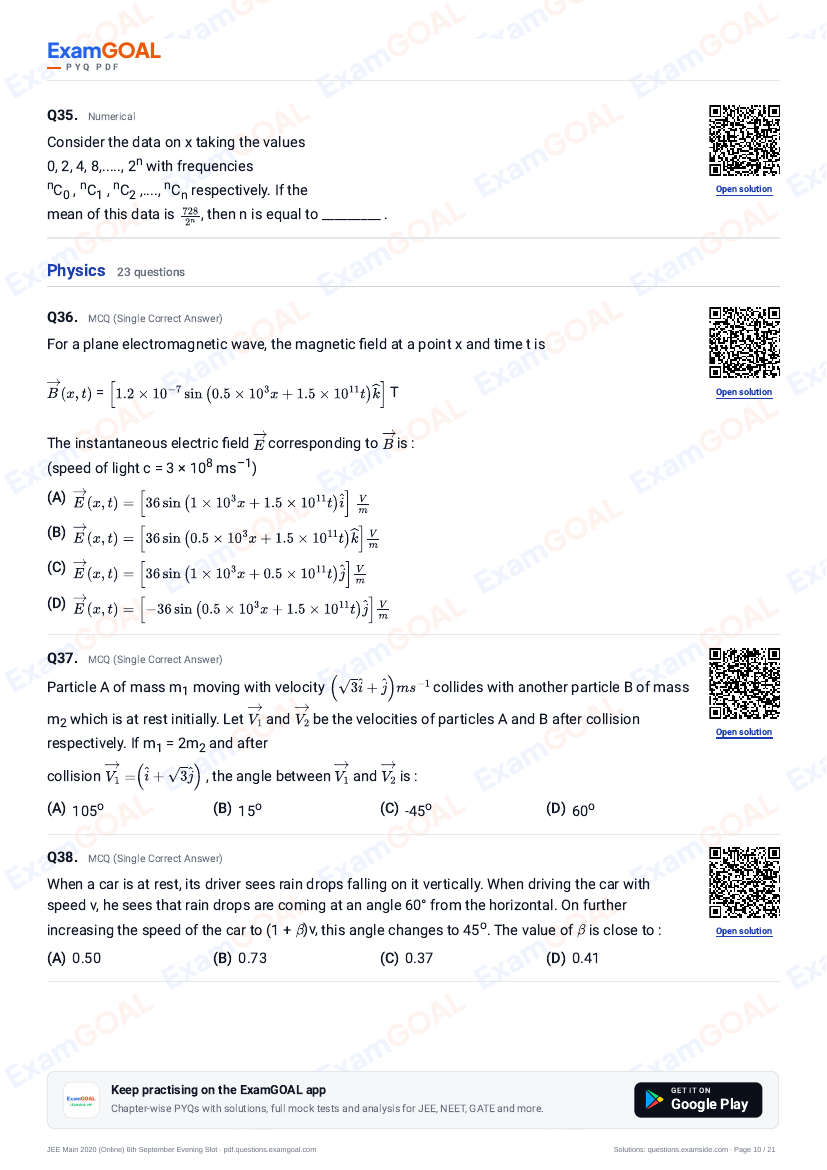 ExamGOAL
PYQ PDF
Q35. Numerical
Consider the data on x taking the values
0, 2, 4, 8,....., 2ⁿ with frequencies
ⁿC₀ , ⁿC₁ , ⁿC₂ ,...., ⁿCₙ respectively. If the
mean of this data is 728/2ⁿ, then n is equal to _________ .
Open solution
Physics 23 questions
Q36. MCQ (Single Correct Answer)
For a plane electromagnetic wave, the magnetic field at a point x and time t is
B⃗(x, t) = [1.2 × 10⁻⁷ sin (0.5 × 10³x + 1.5 × 10¹¹t)k̂] T
Open solution
The instantaneous electric field E⃗ corresponding to B⃗ is :
(speed of light c = 3 × 10⁸ ms⁻¹)
(A) E⃗(x, t) = [36 sin (1 × 10³x + 1.5 × 10¹¹t)î] V/m
(B) E⃗(x, t) = [36 sin (0.5 × 10³x + 1.5 × 10¹¹t)k̂] V/m
(C) E⃗(x, t) = [36 sin (1 × 10³x + 0.5 × 10¹¹t)ĵ] V/m
(D) E⃗(x, t) = [−36 sin (0.5 × 10³x + 1.5 × 10¹¹t)ĵ] V/m
Q37. MCQ (Single Correct Answer)
Particle A of mass m₁ moving with velocity (√3î + ĵ)ms⁻¹ collides with another particle B of mass
m₂ which is at rest initially. Let V⃗₁ and V⃗₂ be the velocities of particles A and B after collision
respectively. If m₁ = 2m₂ and after
collision V⃗₁ =(î + √3ĵ) , the angle between V⃗₁ and V⃗₂ is :
Open solution
(A) 105° (B) 15° (C) -45° (D) 60°
Q38. MCQ (Single Correct Answer)
When a car is at rest, its driver sees rain drops falling on it vertically. When driving the car with
speed v, he sees that rain drops are coming at an angle 60° from the horizontal. On further
increasing the speed of the car to (1 + β)v, this angle changes to 45°. The value of β is close to :
Open solution
(A) 0.50 (B) 0.73 (C) 0.37 (D) 0.41
ExamGOAL
Keep practising on the ExamGOAL app
Chapter-wise PYQs with solutions, full mock tests and analysis for JEE, NEET, GATE and more.
GET IT ON
Google Play
JEE Main 2020 (Online) 6th September Evening Slot · pdf.questions.examgoal.com
Solutions: questions.examside.com · Page 10 / 21